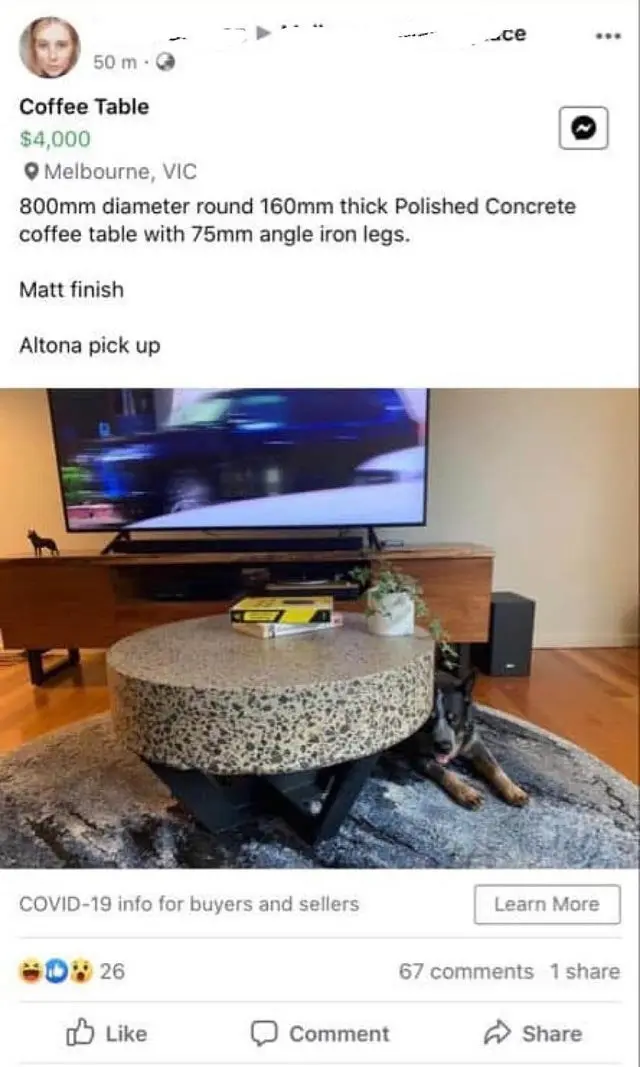 50 m ·
Coffee Table
$4,000
Melbourne, VIC
800mm diameter round 160mm thick Polished Concrete
coffee table with 75mm angle iron legs.
Matt finish
Altona pick up
COVID-19 info for buyers and sellers
Learn More
26
67 comments 1 share
Like
Comment
Share